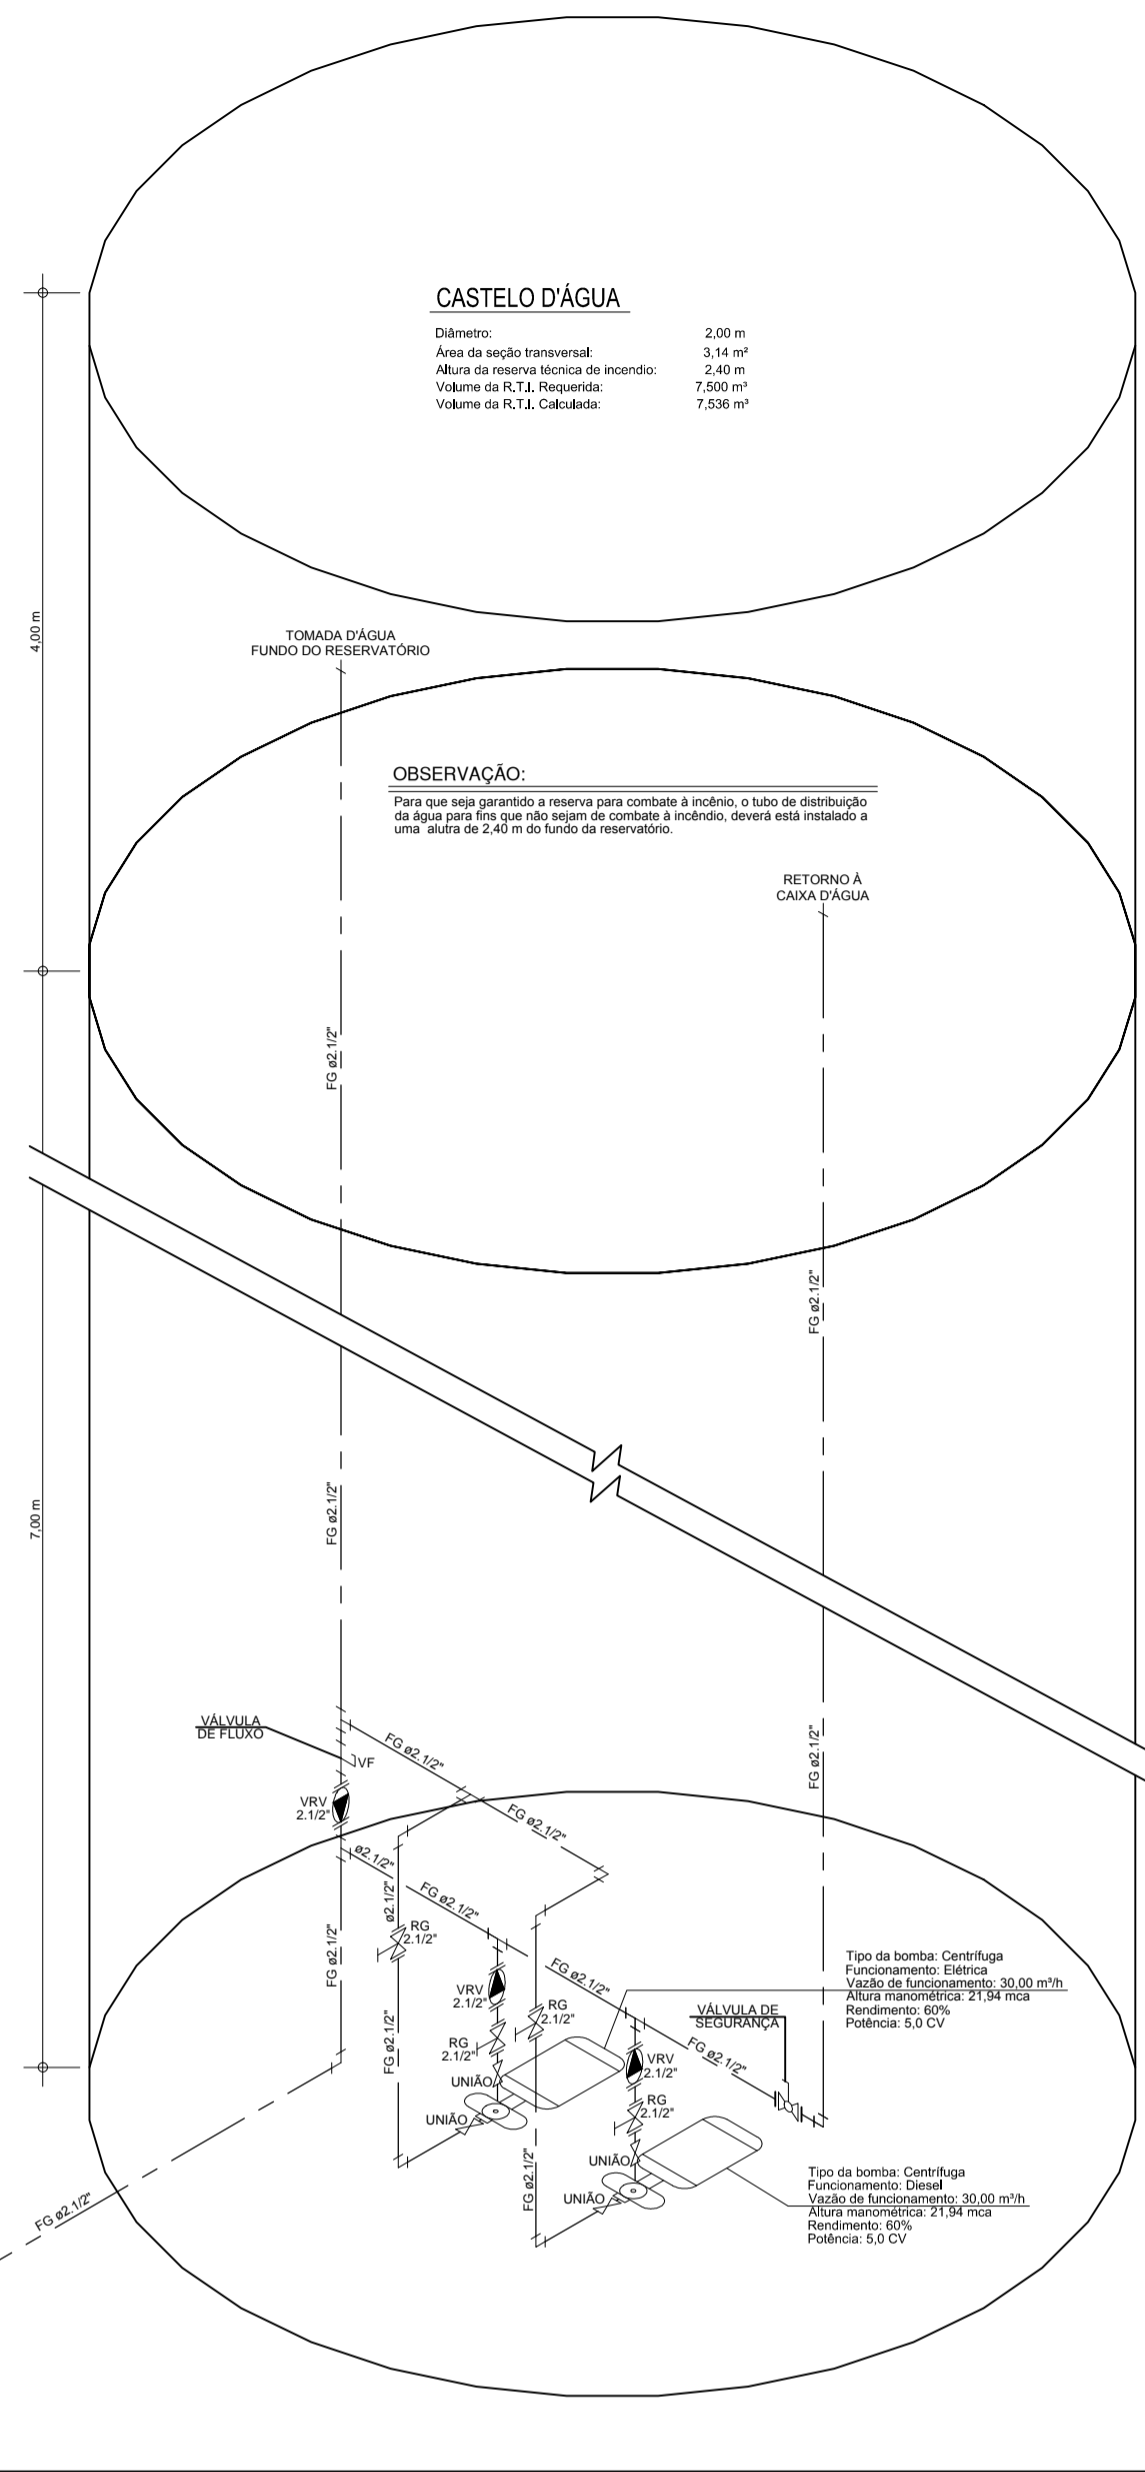 CASTELO D'ÁGUA
Diâmetro: 2,00 m
Área da seção transversal: 3,14 m²
Altura da reserva técnica de incendio: 2,40 m
Volume da R.T.I. Requerida: 7,500 m³
Volume da R.T.I. Calculada: 7,536 m³
4,00 m
TOMADA D'ÁGUA
FUNDO DO RESERVATÓRIO
OBSERVAÇÃO:
Para que seja garantido a reserva para combate à incênio, o tubo de distribuição
da água para fins que não sejam de combate à incêndio, deverá está instalado a
uma alutra de 2,40 m do fundo da reservatório.
RETORNO À
CAIXA D'ÁGUA
FG ø2.1/2"
FG ø2.1/2"
FG ø2.1/2"
7,00 m
VÁLVULA
DE FLUXO
VF
FG ø2.1/2"
FG ø2.1/2"
VRV
2.1/2"
FG ø2.1/2"
ø2.1/2"
FG ø2.1/2"
ø2.1/2"
RG
2.1/2"
FG ø2.1/2"
FG ø2.1/2"
Tipo da bomba: Centrífuga
Funcionamento: Elétrica
Vazão de funcionamento: 30,00 m³/h
Altura manométrica: 21,94 mca
Rendimento: 60%
Potência: 5,0 CV
VRV
2.1/2"
RG
2.1/2"
VÁLVULA DE
SEGURANÇA
FG ø2.1/2"
RG
2.1/2"
FG ø2.1/2"
VRV
2.1/2"
UNIÃO
RG
2.1/2"
UNIÃO
UNIÃO
FG ø2.1/2"
UNIÃO
Tipo da bomba: Centrífuga
Funcionamento: Diesel
Vazão de funcionamento: 30,00 m³/h
Altura manométrica: 21,94 mca
Rendimento: 60%
Potência: 5,0 CV
FG ø2.1/2"